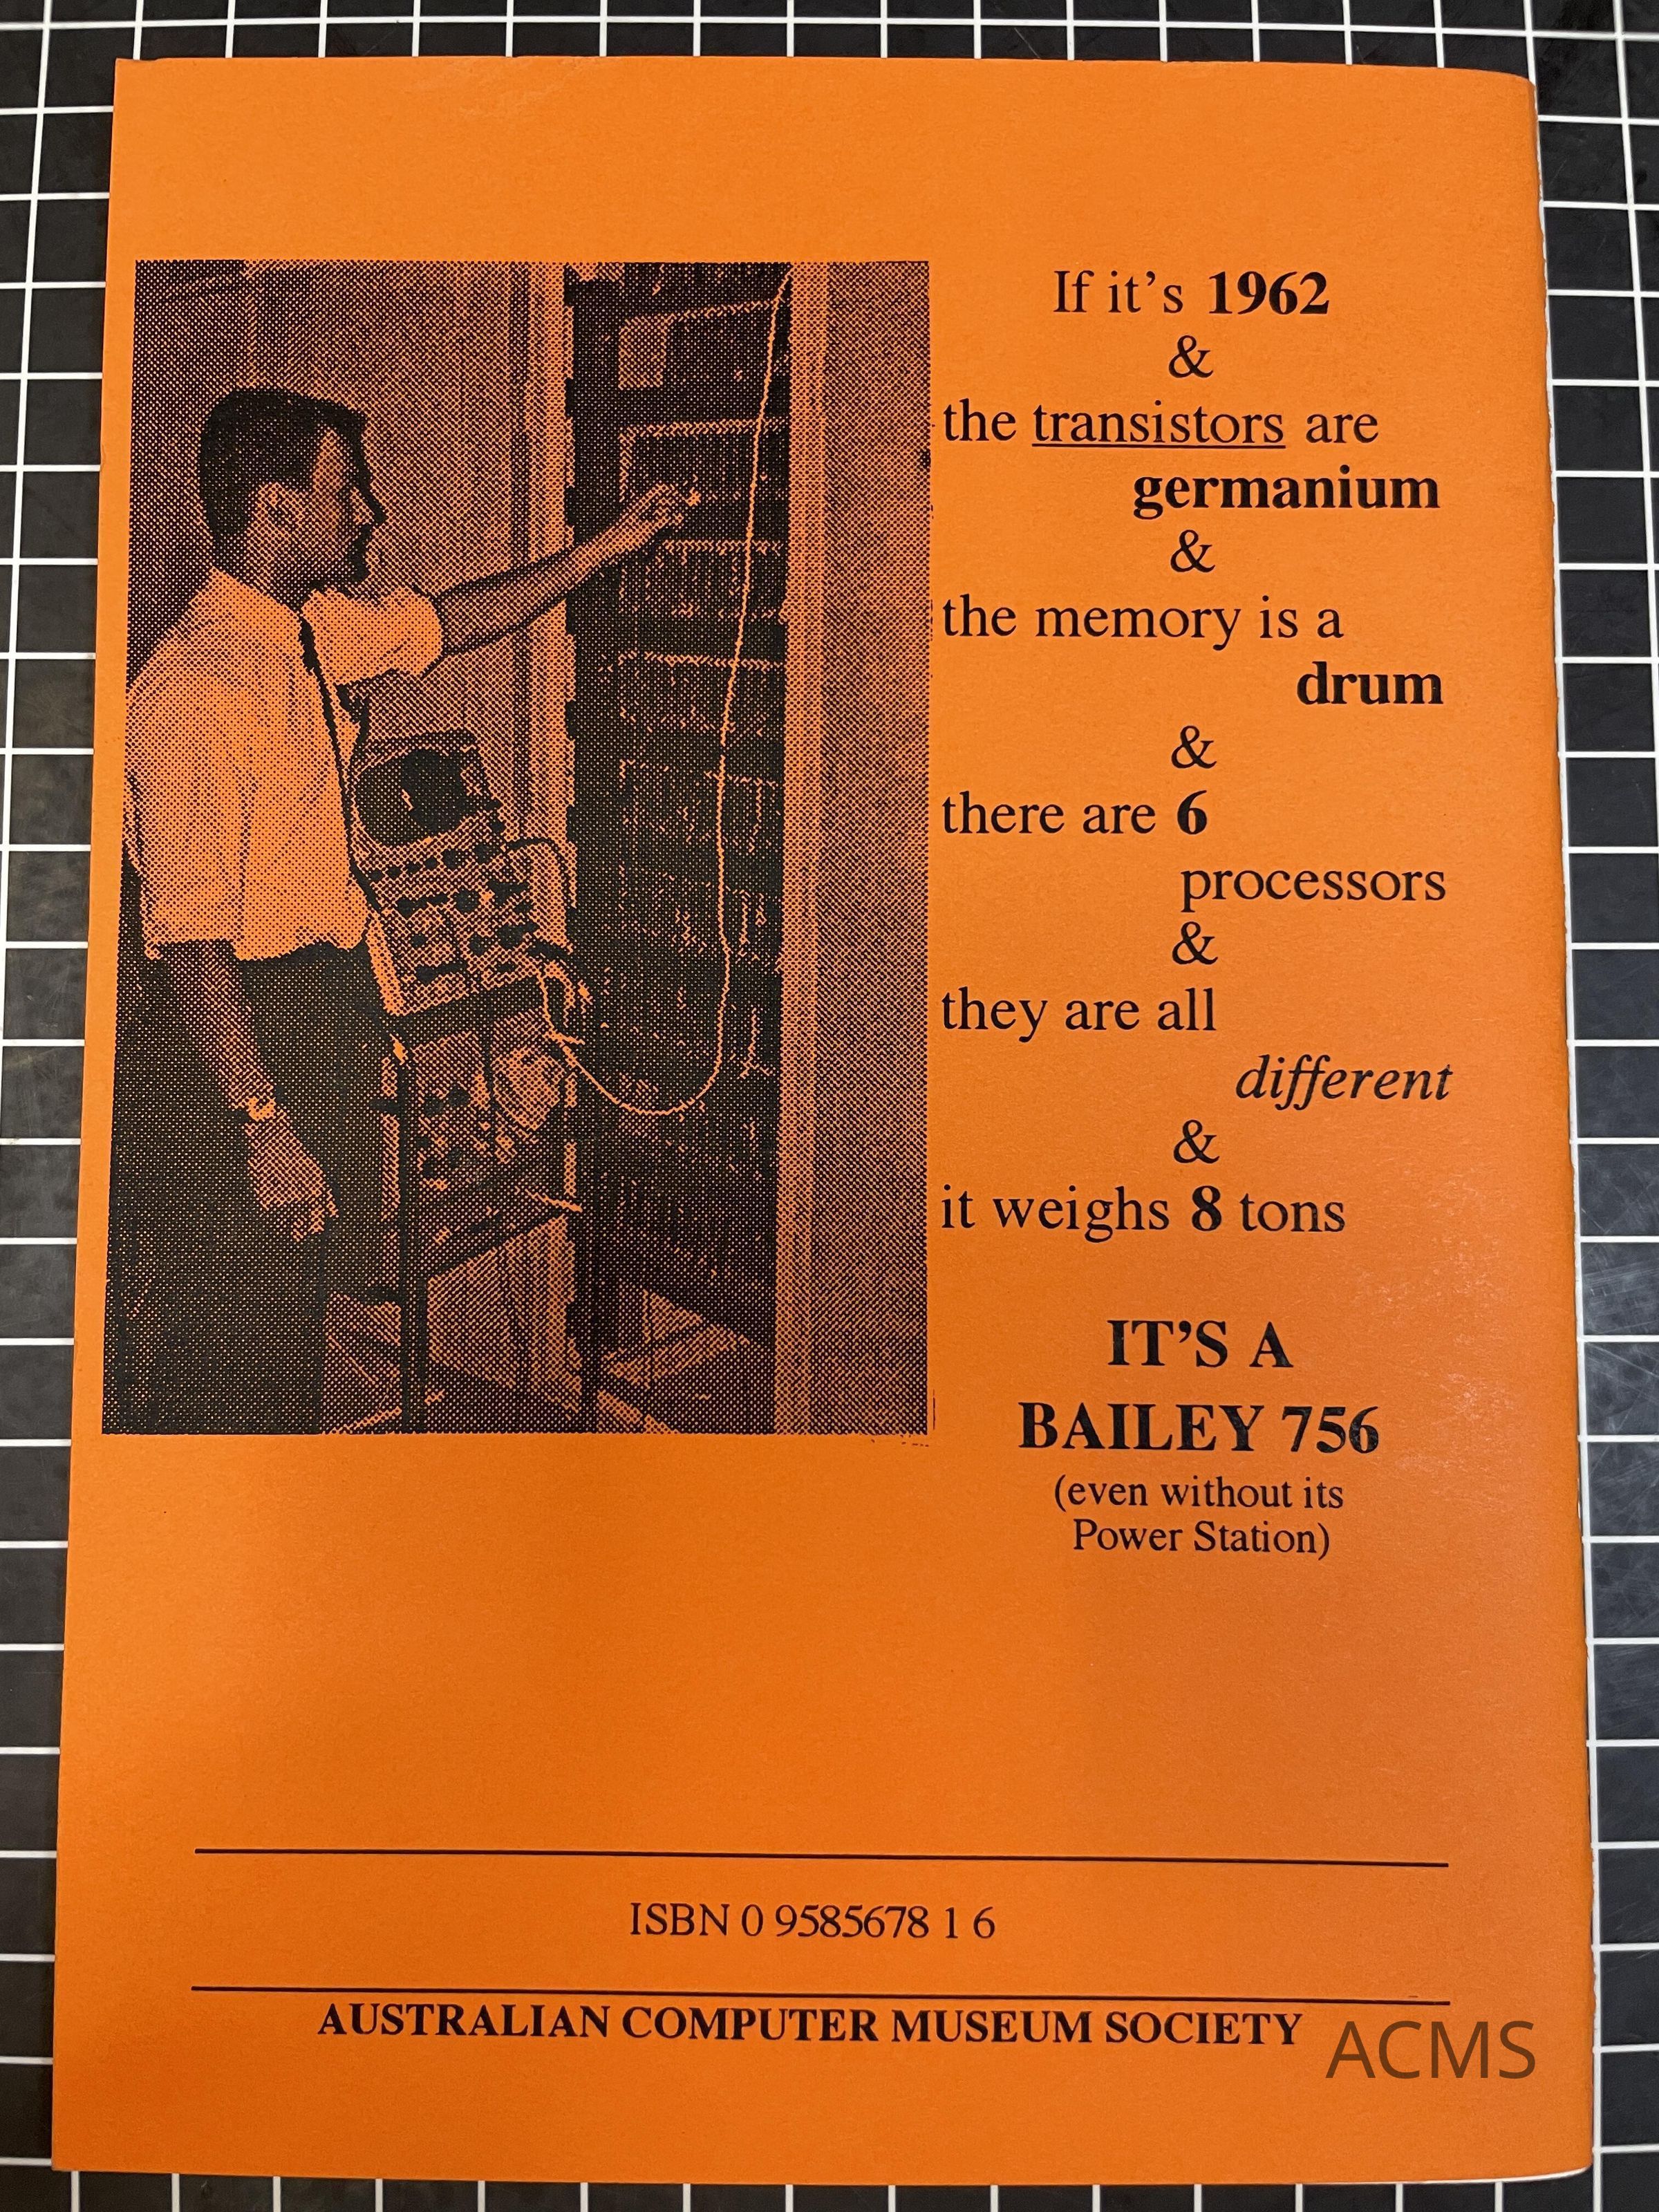 If it's 1962
&
the transistors are
germanium
&
the memory is a
drum
&
there are 6
processors
&
they are all
different
&
it weighs 8 tons
IT'S A
BAILEY 756
(even without its
Power Station)
ISBN 0 9585678 1 6
AUSTRALIAN COMPUTER MUSEUM SOCIETY
ACMS